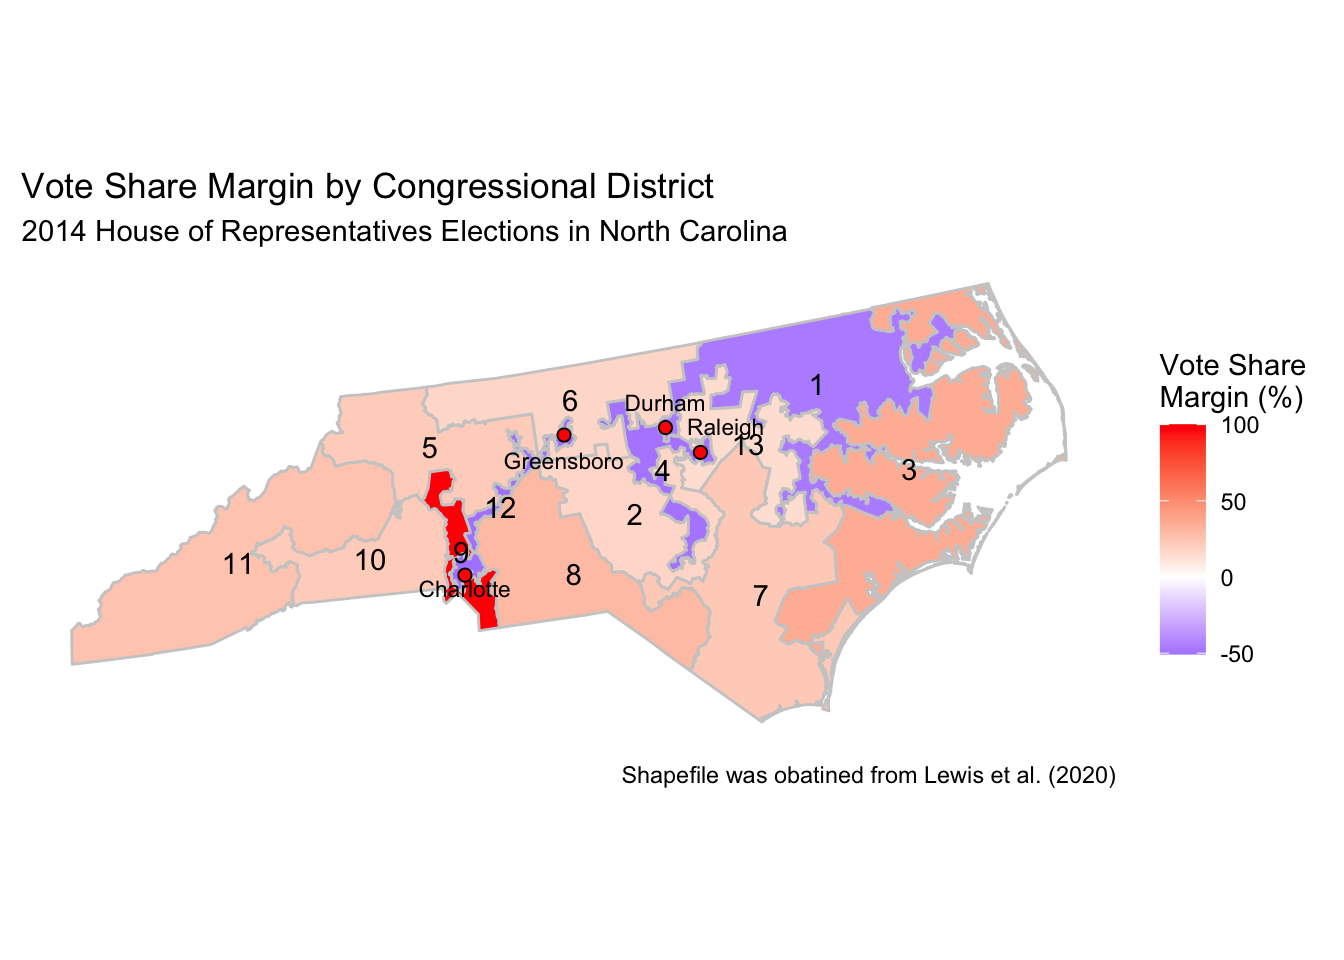 Vote Share Margin by Congressional District
2014 House of Representatives Elections in North Carolina
1
6
Durham
Raleigh
13
5
Greensboro
4
3
12
2
9
11
10
8
Charlotte
7
Vote Share
Margin (%)
100
50
0
-50
Shapefile was obatined from Lewis et al. (2020)